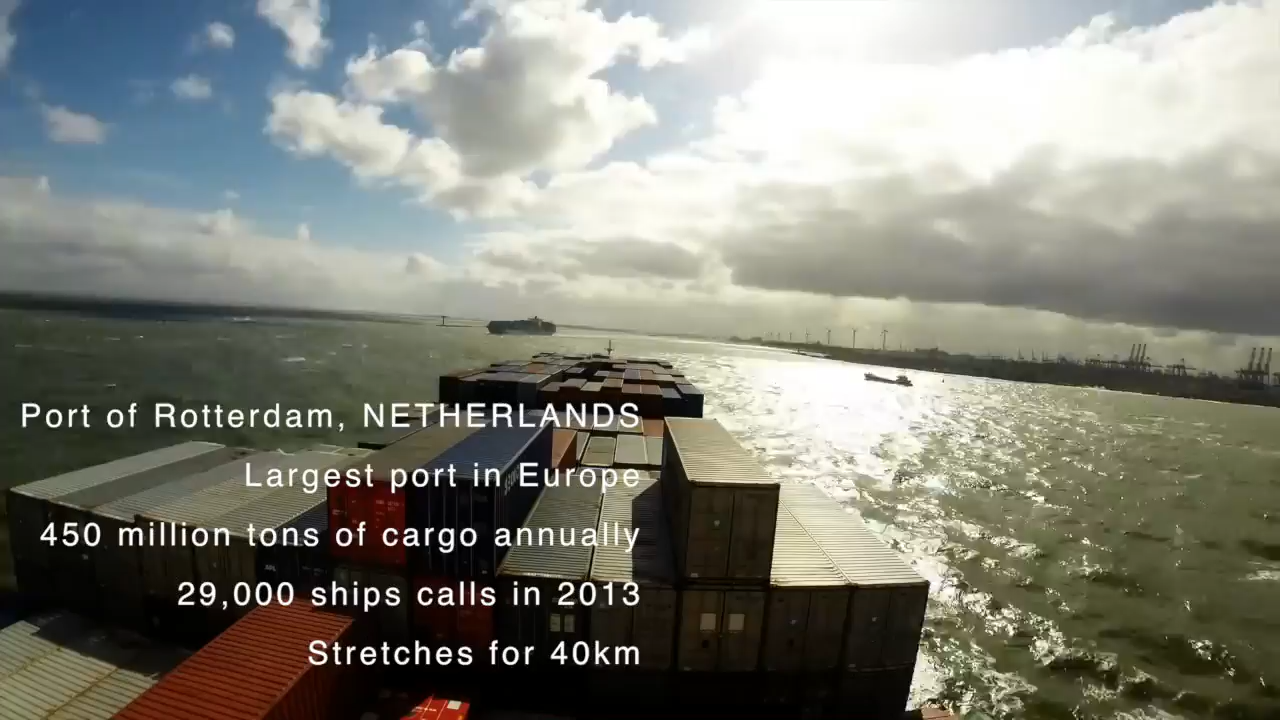 Port of Rotterdam, NETHERLANDS
Largest port in Europe
450 million tons of cargo annually
29,000 ships calls in 2013
Stretches for 40km